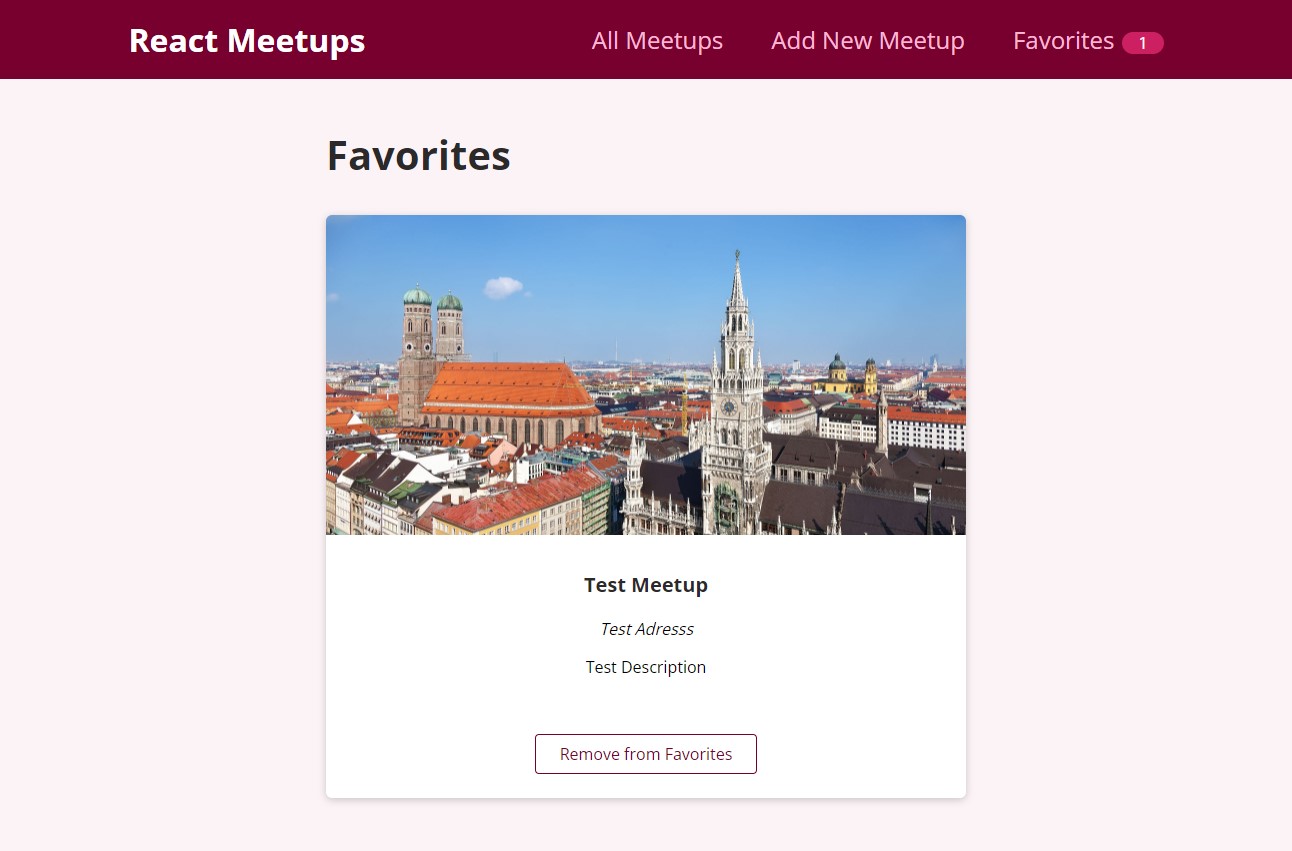 React Meetups
All Meetups
Add New Meetup
Favorites 1
Favorites
Test Meetup
Test Adresss
Test Description
Remove from Favorites